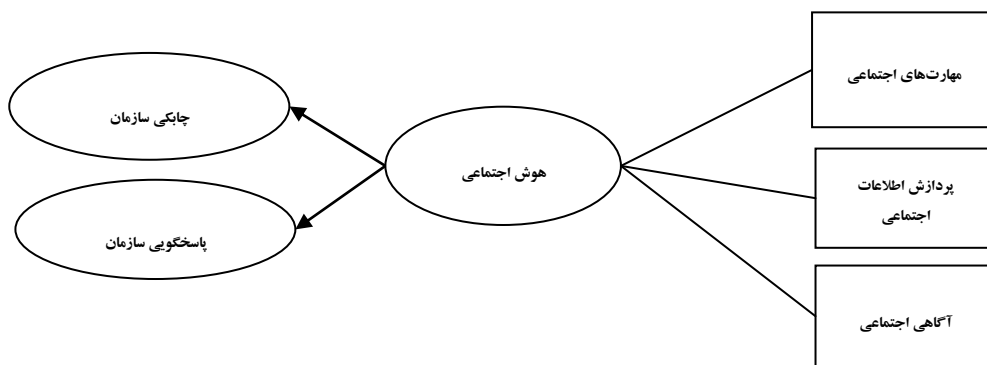 مهارت‌های اجتماعی
پردازش اطلاعات
اجتماعی
آگاهی اجتماعی
هوش اجتماعی
چابکی سازمان
پاسخگویی سازمان